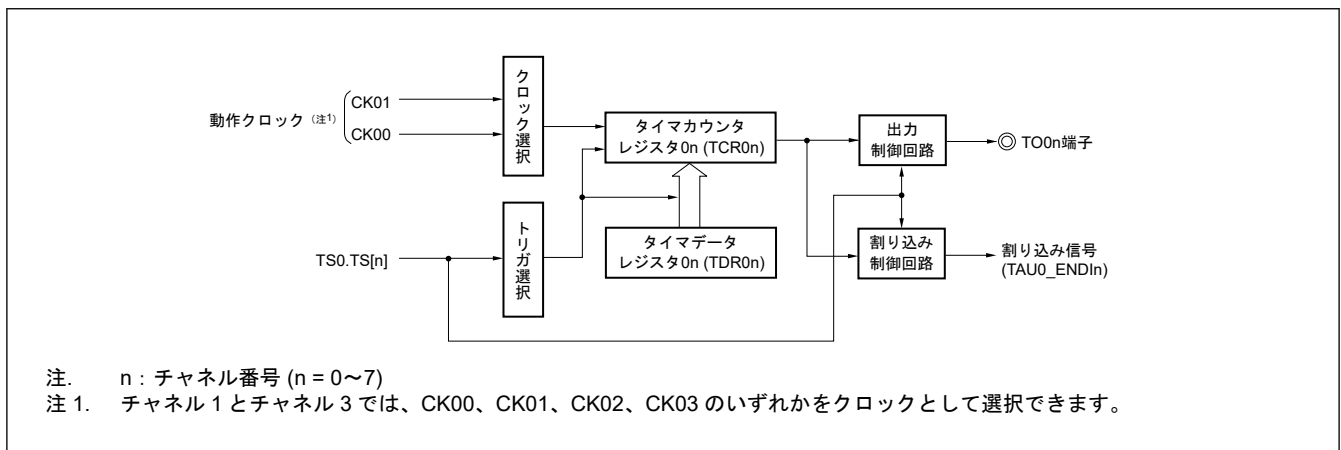 動作クロック (注1)
CK01
CK00
クロック選択
タイマカウンタ
レジスタ0n (TCR0n)
出力
制御回路
TO0n端子
TS0.TS[n]
トリガ選択
タイマデータ
レジスタ0n (TDR0n)
割り込み
制御回路
割り込み信号
(TAU0_ENDIn)
注. n : チャネル番号 (n = 0〜7)
注 1. チャネル 1 とチャネル 3 では、CK00、CK01、CK02、CK03 のいずれかをクロックとして選択できます。